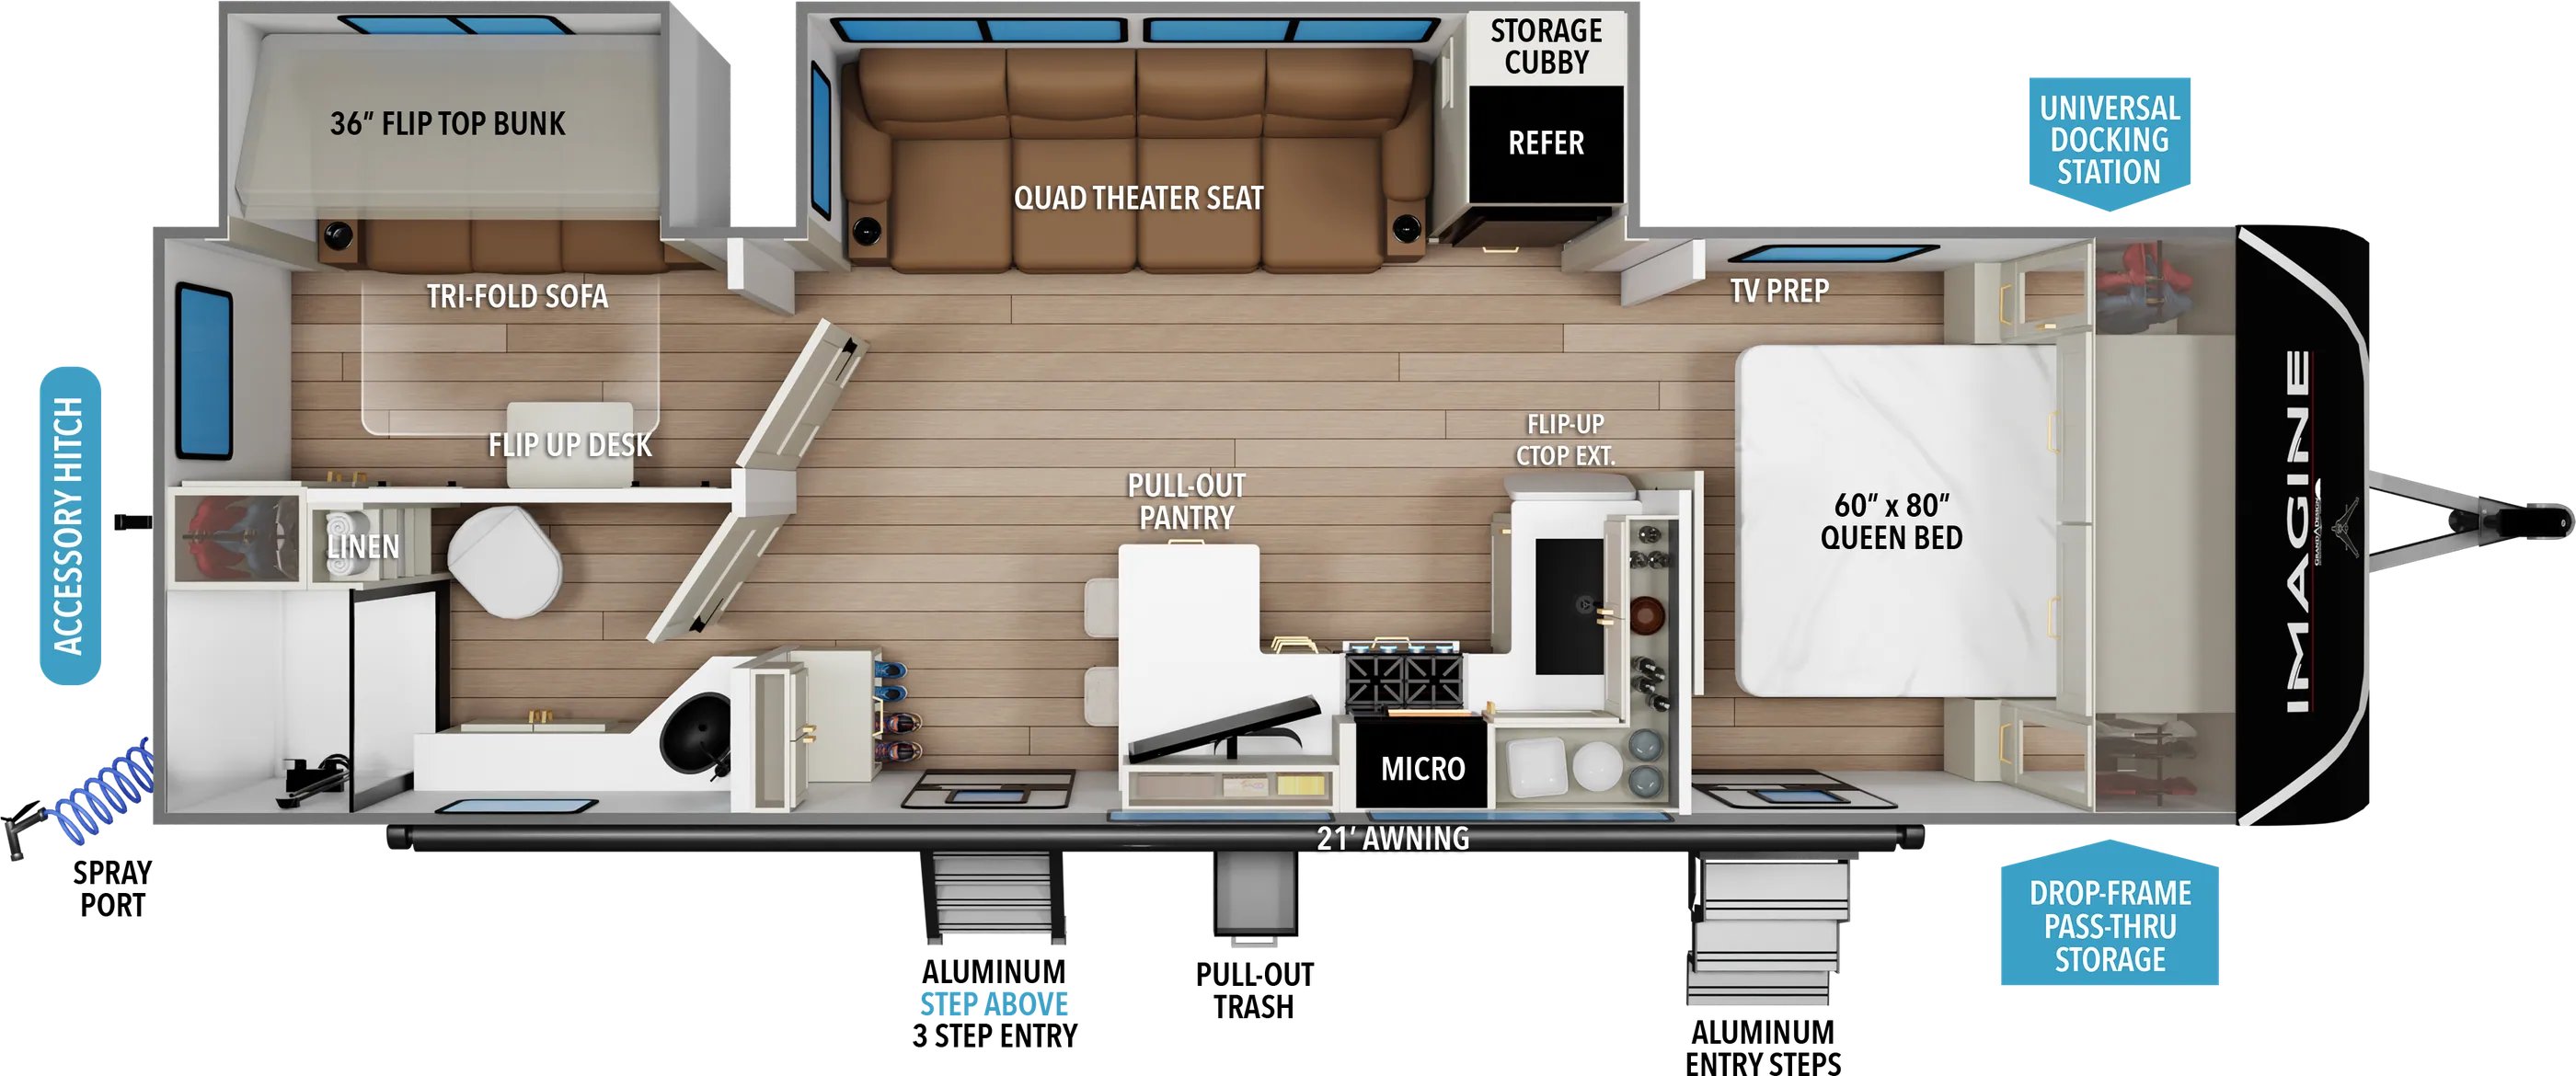 STORAGE
CUBBY
36″ FLIP TOP BUNK
REFER
QUAD THEATER SEAT
UNIVERSAL
DOCKING
STATION
TRI-FOLD SOFA
TV PREP
FLIP UP DESK
FLIP-UP
CTOP EXT.
PULL-OUT
PANTRY
60″ x 80″
QUEEN BED
ACCESSORY HITCH
LINEN
IMAGINE
GRAND DESIGN
MICRO
21′ AWNING
SPRAY
PORT
ALUMINUM
STEP ABOVE
3 STEP ENTRY
PULL-OUT
TRASH
ALUMINUM
ENTRY STEPS
DROP-FRAME
PASS-THRU
STORAGE